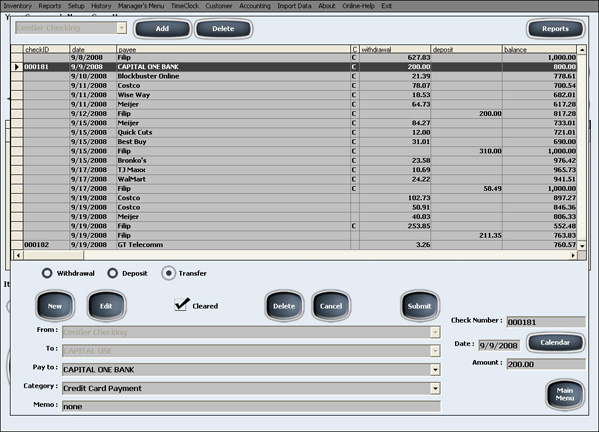 Inventory Reports Setup History Manager's Menu TimeClock Customer Accounting Import Data About Online-Help Exit
Centier Checking Add Delete Reports
checkID date payee C withdrawal deposit balance
9/8/2008 Filip C 627.83 1,000.00
000181 9/9/2008 CAPITAL ONE BANK C 200.00 800.00
9/10/2008 Blockbuster Online C 21.39 778.61
9/11/2008 Costco C 78.07 700.54
9/11/2008 Wise Way C 18.53 682.01
9/11/2008 Meijer C 64.73 617.28
9/12/2008 Filip C 200.00 817.28
9/15/2008 Meijer C 84.27 733.01
9/15/2008 Quick Cuts C 12.00 721.01
9/15/2008 Best Buy C 31.01 690.00
9/15/2008 Filip C 310.00 1,000.00
9/15/2008 Bronko's C 23.58 976.42
9/17/2008 TJ Maxx C 10.69 965.73
9/17/2008 WalMart C 24.22 941.51
9/17/2008 Filip C 58.49 1,000.00
9/19/2008 Costco 102.73 897.27
9/19/2008 Costco 50.91 846.36
9/19/2008 Meijer 40.03 806.33
9/19/2008 Filip C 253.85 552.48
9/19/2008 Filip 211.35 763.83
000182 9/19/2008 GT Telecomm 3.26 760.57
Withdrawal Deposit Transfer
New Edit Cleared Delete Cancel Submit
Check Number : 000181
From : Centier Checking
To : CAPITAL ONE
Date : 9/9/2008 Calendar
Pay to : CAPITAL ONE BANK
Amount : 200.00
Category : Credit Card Payment
Memo : none
Main Menu